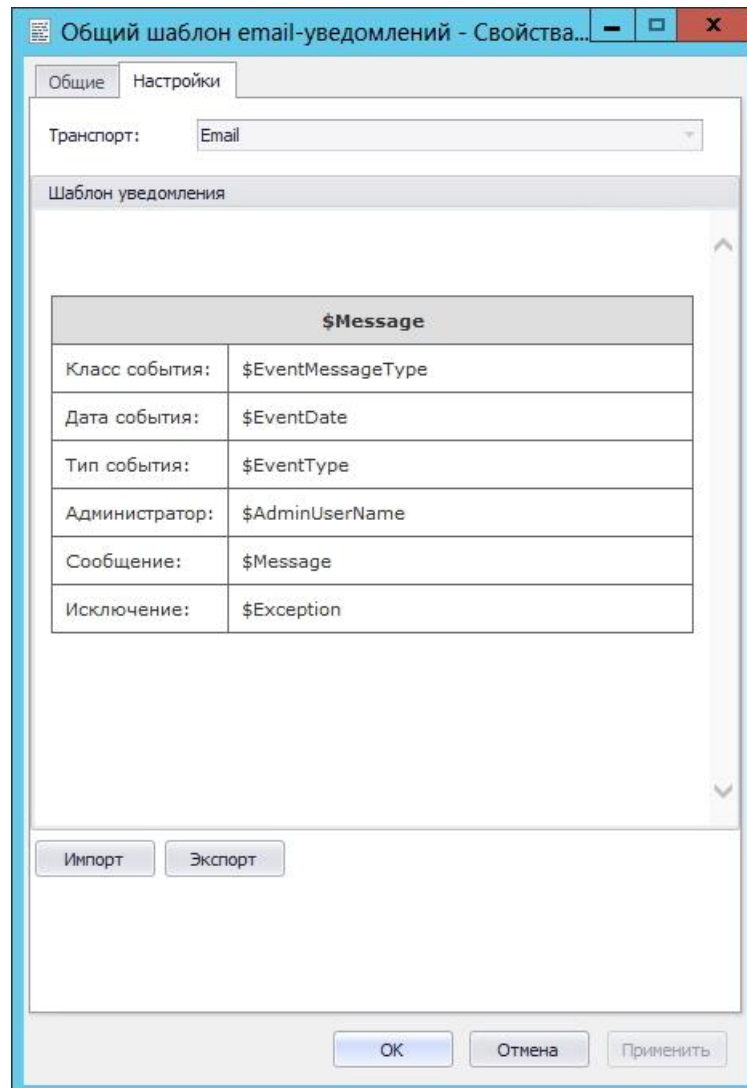 Общий шаблон email-уведомлений - Свойства...
Общие Настройки
Транспорт: Email
Шаблон уведомления
$Message
Класс события: $EventMessageType
Дата события: $EventDate
Тип события: $EventType
Администратор: $AdminUserName
Сообщение: $Message
Исключение: $Exception
Импорт Экспорт
OK Отмена Применить